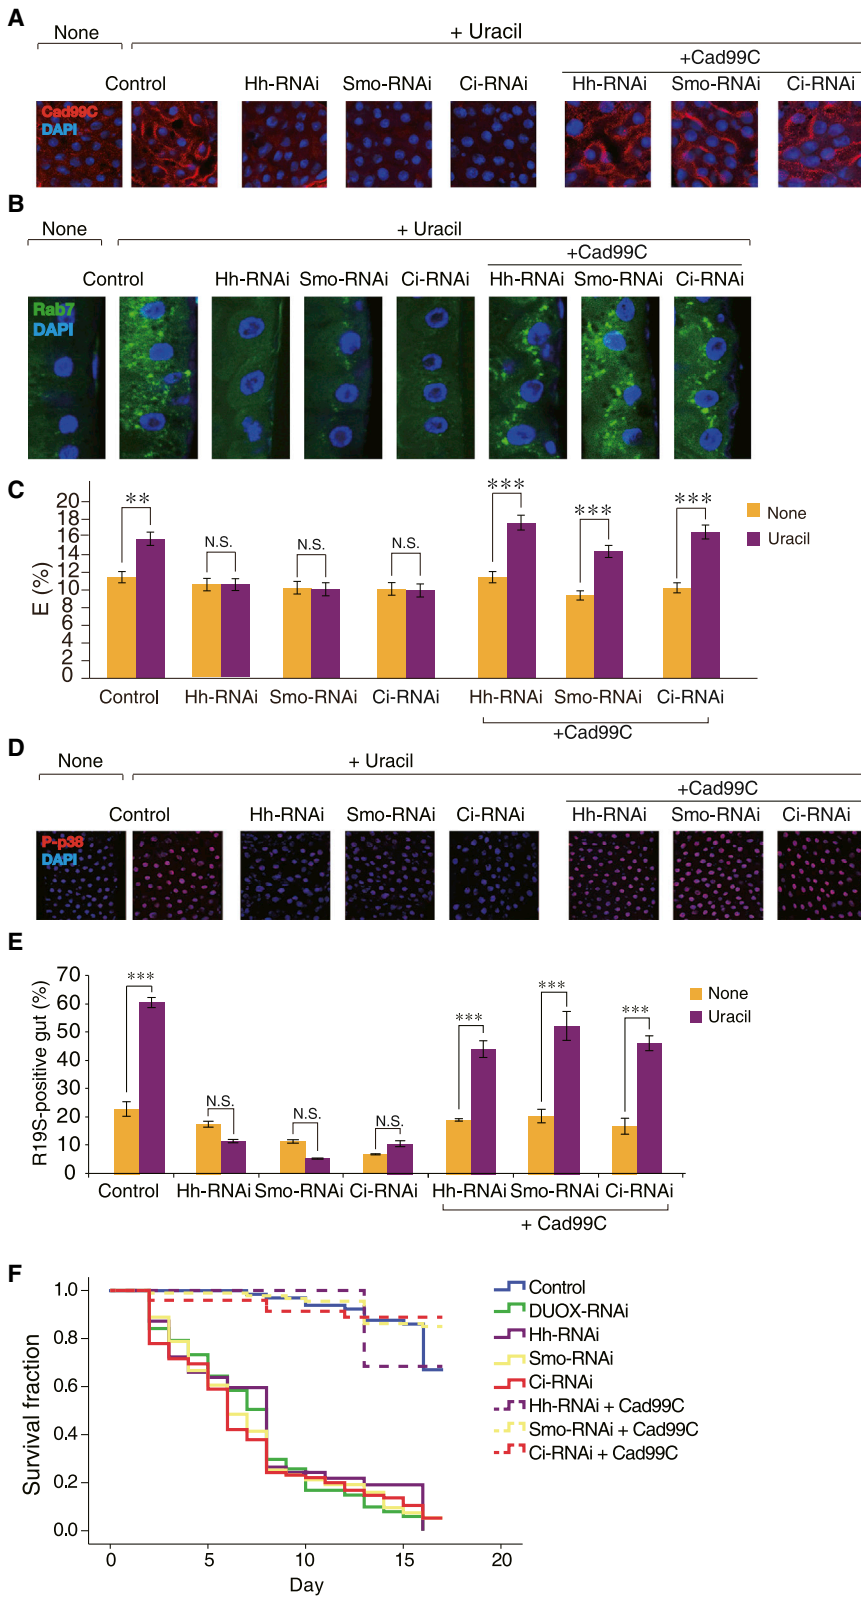 A
None
+ Uracil
+Cad99C
Control
Hh-RNAi
Smo-RNAi
Ci-RNAi
Hh-RNAi
Smo-RNAi
Ci-RNAi
Cad99C
DAPI
B
None
+ Uracil
+Cad99C
Control
Hh-RNAi
Smo-RNAi
Ci-RNAi
Hh-RNAi
Smo-RNAi
Ci-RNAi
Rab7
DAPI
C
E (%)
20
18
16
14
12
10
8
6
4
2
0
**
N.S.
N.S.
N.S.
***
***
***
None
Uracil
Control
Hh-RNAi
Smo-RNAi
Ci-RNAi
Hh-RNAi
Smo-RNAi
Ci-RNAi
+Cad99C
D
None
+ Uracil
+Cad99C
Control
Hh-RNAi
Smo-RNAi
Ci-RNAi
Hh-RNAi
Smo-RNAi
Ci-RNAi
P-p38
DAPI
E
R19S-positive gut (%)
70
60
50
40
30
20
10
0
***
N.S.
N.S.
N.S.
***
***
***
None
Uracil
Control
Hh-RNAi
Smo-RNAi
Ci-RNAi
Hh-RNAi
Smo-RNAi
Ci-RNAi
+ Cad99C
F
Survival fraction
1.0
0.8
0.6
0.4
0.2
0.0
0
5
10
15
20
Day
Control
DUOX-RNAi
Hh-RNAi
Smo-RNAi
Ci-RNAi
Hh-RNAi + Cad99C
Smo-RNAi + Cad99C
Ci-RNAi + Cad99C